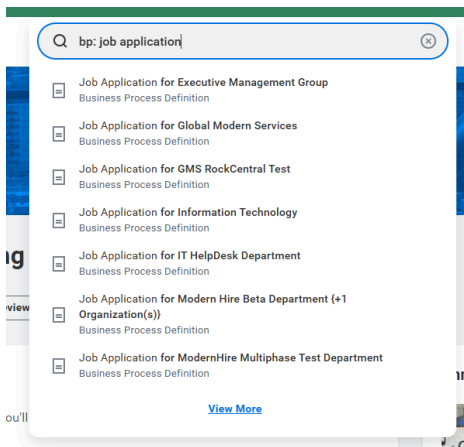 bp: job application
Job Application for Executive Management Group
Business Process Definition
Job Application for Global Modern Services
Business Process Definition
Job Application for GMS RockCentral Test
Business Process Definition
Job Application for Information Technology
Business Process Definition
Job Application for IT HelpDesk Department
Business Process Definition
Job Application for Modern Hire Beta Department {+1
Organization(s)}
Business Process Definition
Job Application for ModernHire Multiphase Test Department
Business Process Definition
View More
ou'll